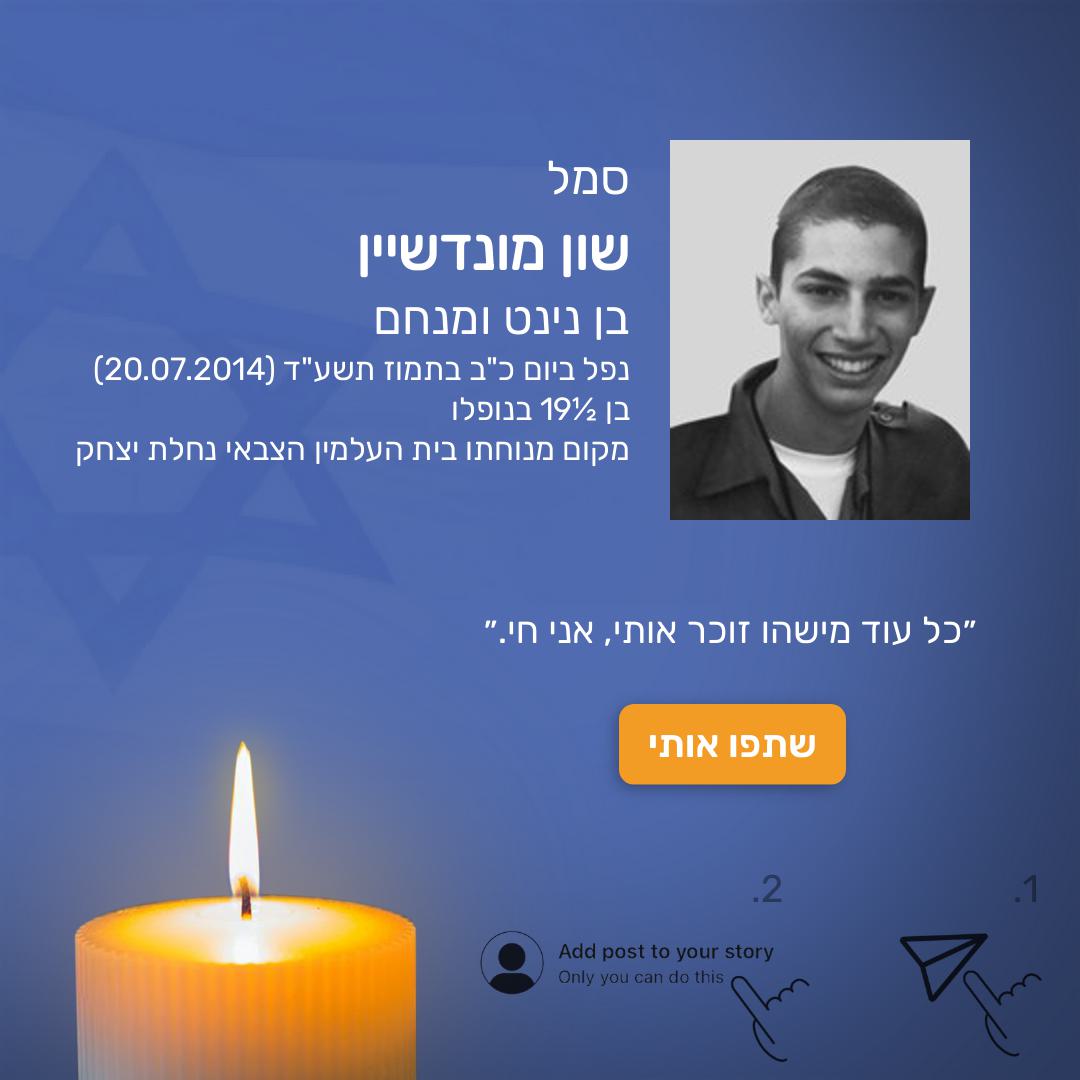 סמל
שון מונדשיין
בן נינט ומנחם
נפל ביום כ"ב בתמוז תשע"ד (20.07.2014)
בן 19½ בנופלו
מקום מנוחתו בית העלמין הצבאי נחלת יצחק
״כל עוד מישהו זוכר אותי, אני חי.״
שתפו אותי
1.
2.
Add post to your story
Only you can do this